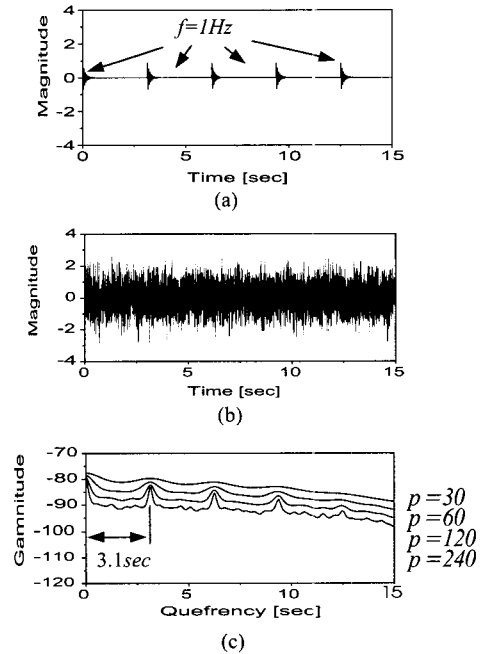 f=1Hz
Magnitude
4
2
0
-2
-4
0 5 10 15
Time [sec]
(a)
Magnitude
4
2
0
-2
-4
0 5 10 15
Time [sec]
(b)
Gamnitude
-70
-80
-90
-100
-110
-120
3.1sec
p=30
p=60
p=120
p=240
0 5 10 15
Quefrency [sec]
(c)